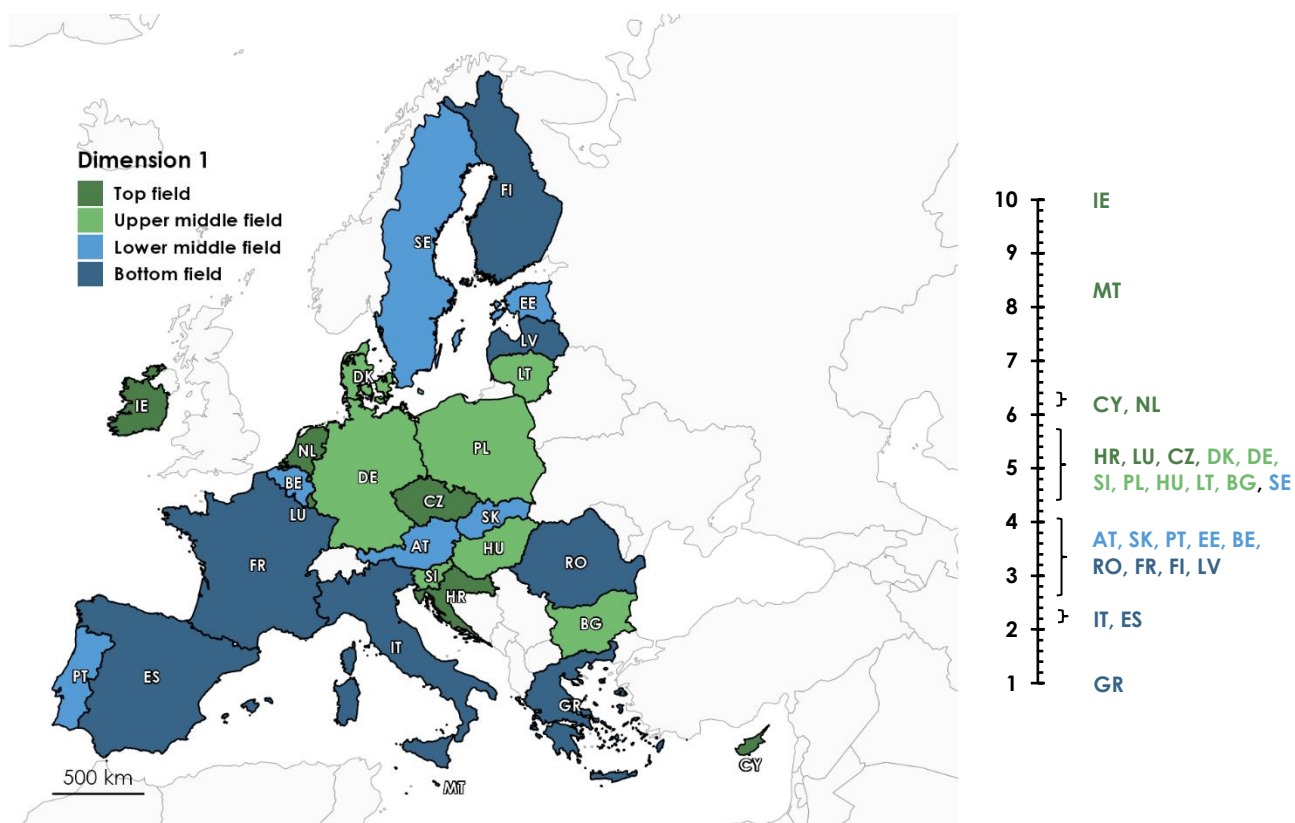 Dimension 1
Top field
Upper middle field
Lower middle field
Bottom field
FI
SE
EE
LV
LT
DK
IE
NL
PL
DE
BE
CZ
LU
SK
AT
HU
FR
RO
SI
HR
BG
IT
PT
ES
GR
CY
MT
500 km
10
9
8
7
6
5
4
3
2
1
IE
MT
CY, NL
HR, LU, CZ, DK, DE,
SI, PL, HU, LT, BG, SE
AT, SK, PT, EE, BE,
RO, FR, FI, LV
IT, ES
GR